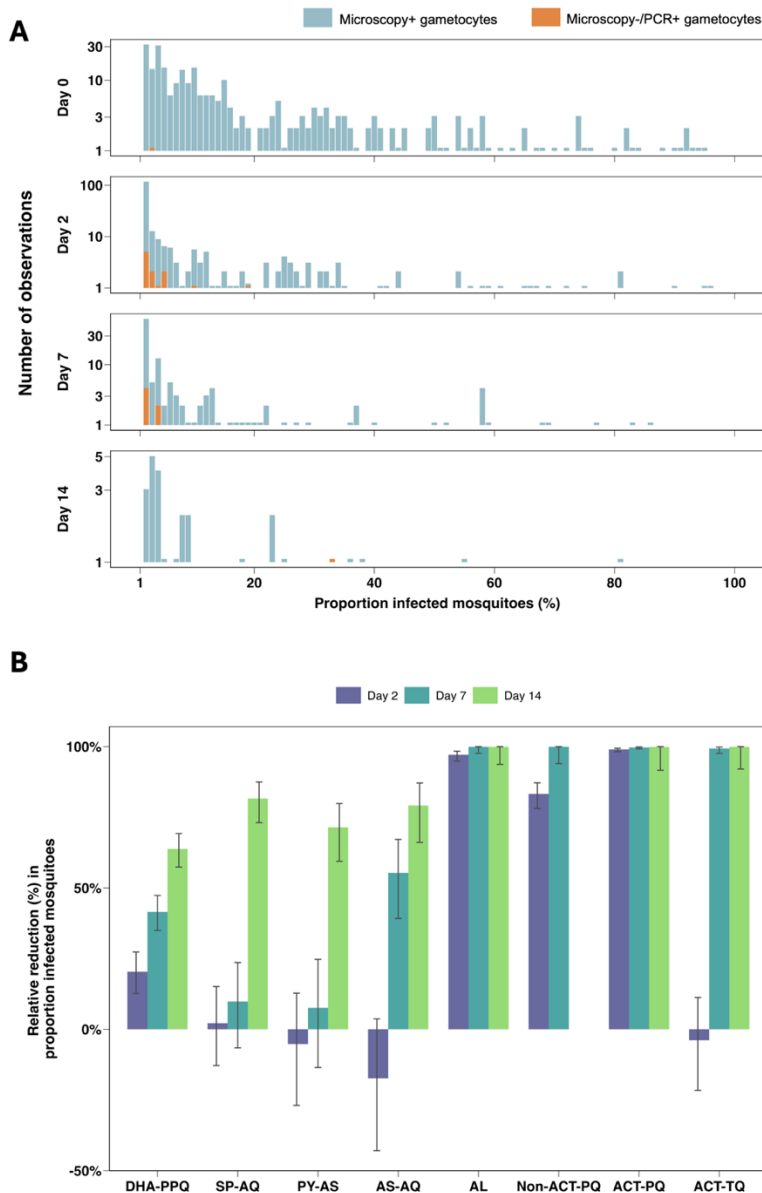 A
Microscopy+ gametocytes
Microscopy-/PCR+ gametocytes
Number of observations
Day 0
30
10
3
1
Day 2
100
10
1
Day 7
30
10
3
1
Day 14
5
3
1
1 20 40 60 80 100
Proportion infected mosquitoes (%)
B
Day 2 Day 7 Day 14
Relative reduction (%) in
proportion infected mosquitoes
100%
50%
0%
-50%
DHA-PPQ SP-AQ PY-AS AS-AQ AL Non-ACT-PQ ACT-PQ ACT-TQ